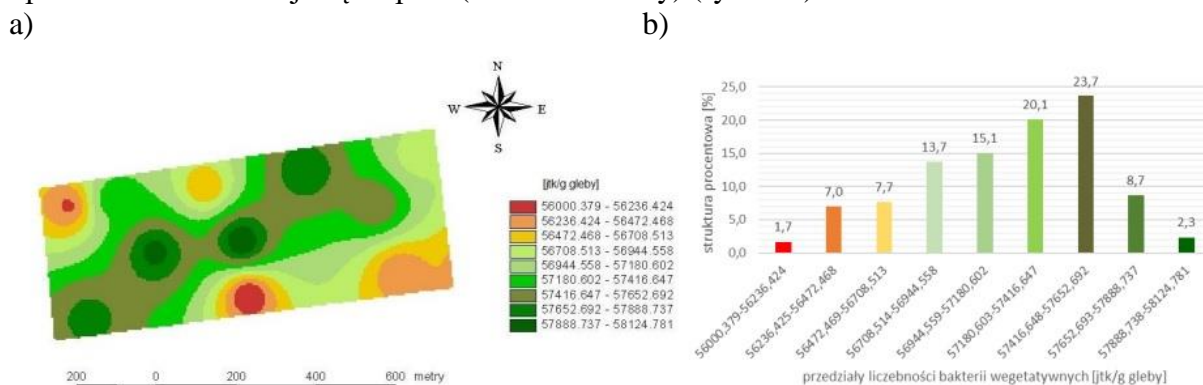 a)
b)
N
W E
S
[jtk/g gleby]
56000.379 - 56236.424
56236.424 - 56472.468
56472.468 - 56708.513
56708.513 - 56944.558
56944.558 - 57180.602
57180.602 - 57416.647
57416.647 - 57652.692
57652.692 - 57888.737
57888.737 - 58124.781
200 0 200 400 600 metry
struktura procentowa [%]
25,0
20,0
15,0
10,0
5,0
0,0
1,7
7,0
7,7
13,7
15,1
20,1
23,7
8,7
2,3
56000,379-56236,424
56236,425-56472,468
56472,469-56708,513
56708,514-56944,558
56944,559-57180,602
57180,603-57416,647
57416,648-57652,692
57652,693-57888,737
57888,738-58124,781
przedziały liczebności bakterii wegetatywnych [jtk/g gleby]